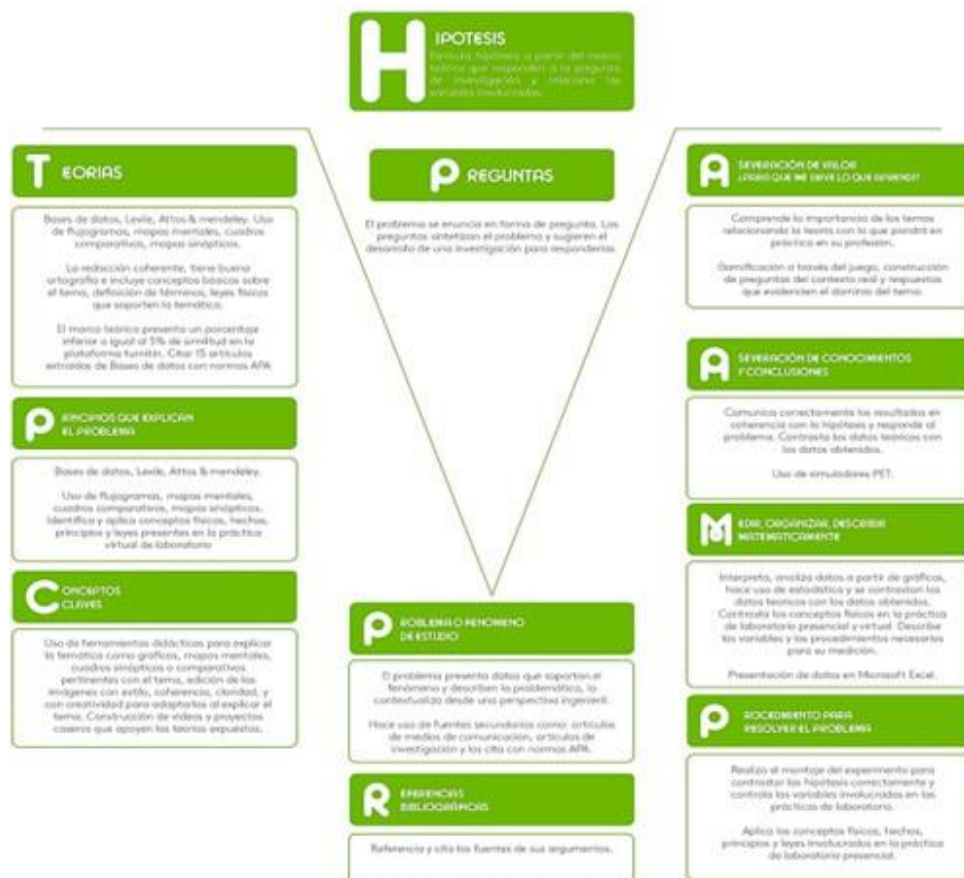 HIPOTESIS
Formula hipótesis a partir del marco
teórico que responden a la pregunta
de investigación y relaciona las
variables involucradas.
TEORIAS
Bases de datos, Lexile, Attos & mendeley. Uso
de flujogramas, mapas mentales, cuadros
comparativos, mapas sinópticos.
La redacción coherente, tiene buena
ortografía e incluye conceptos básicos sobre
el tema, definición de términos, leyes físicas
que soporten la temática.
El marco teórico presenta un porcentaje
inferior o igual al 5% de similitud en la
plataforma turnitin. Citar 15 artículos
extraídos de Bases de datos con normas APA
PRINCIPIOS QUE EXPLICAN
EL PROBLEMA
Bases de datos, Lexile, Attos & mendeley.
Uso de flujogramas, mapas mentales,
cuadros comparativos, mapas sinópticos.
Identifica y aplica conceptos físicos, hechos,
principios y leyes presentes en la práctica
virtual de laboratorio
CONCEPTOS
CLAVES
Uso de herramientas didácticas para explicar
la temática como gráficos, mapas mentales,
cuadros sinópticos o comparativos
pertinentes con el tema, edición de las
imágenes con estilo, coherencia, claridad, y
con creatividad para adaptarlas al explicar el
tema. Construcción de videos y proyectos
caseros que apoyen las teorías expuestas.
PREGUNTAS
El problema se enuncia en forma de pregunta. Las
preguntas sintetizan el problema y sugieren el
desarrollo de una investigación para responderlas.
PROBLEMA O FENOMENO
DE ESTUDIO
El problema presenta datos que soportan el
fenómeno y describen la problemática, lo
contextualiza desde una perspectiva ingenieril.
Hace uso de fuentes secundarias como: artículos
de medios de comunicación, artículos de
investigación y los cita con normas APA.
REFERENCIAS
BIBLIOGRÁFICAS
Referencia y cita las fuentes de sus argumentos.
ASEVERACIÓN DE VALOR
¿PARA QUE ME SIRVE LO QUE APRENDI?
Comprende la importancia de los temas
relacionando la teoría con lo que pondrá en
práctica en su profesión.
Gamificación a través del juego, construcción
de preguntas del contexto real y respuestas
que evidencien el dominio del tema.
ASEVERACIÓN DE CONOCIMIENTOS
Y CONCLUSIONES
Comunica correctamente los resultados en
coherencia con la hipótesis y responde al
problema. Contrasta los datos teóricos con
los datos obtenidos.
Uso de simuladores PET.
MEDIR, ORGANIZAR, DESCRIBIR
MATEMATICAMENTE
Interpreta, analiza datos a partir de gráficas,
hace uso de estadística y se contrastan los
datos teoricos con los datos obtenidos.
Contrasta los conceptos físicos en la práctica
de laboratorio presencial y virtual. Describe
las variables y los procedimientos necesarios
para su medición.
Presentación de datos en Microsoft Excel.
PROCEDIMIENTO PARA
RESOLVER EL PROBLEMA
Realiza el montaje del experimento para
contrastar las hipótesis correctamente y
controla las variables involucradas en las
prácticas de laboratorio.
Aplica los conceptos físicos, hechos,
principios y leyes involucrados en la práctica
de laboratorio presencial.